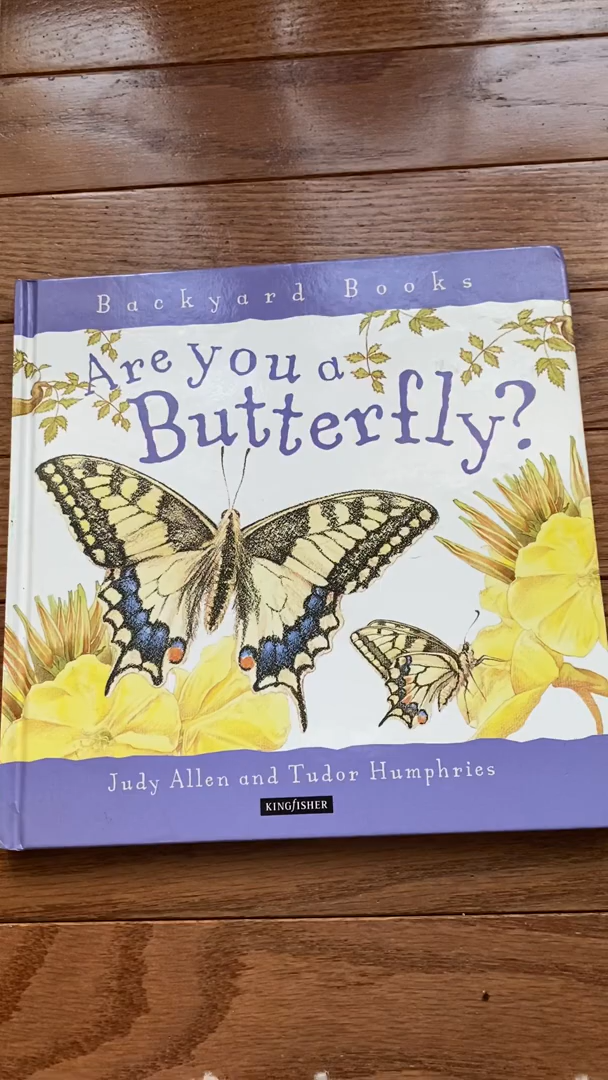 Backyard Books
Are you a
Butterfly?
Judy Allen and Tudor Humphries
KINGFISHER